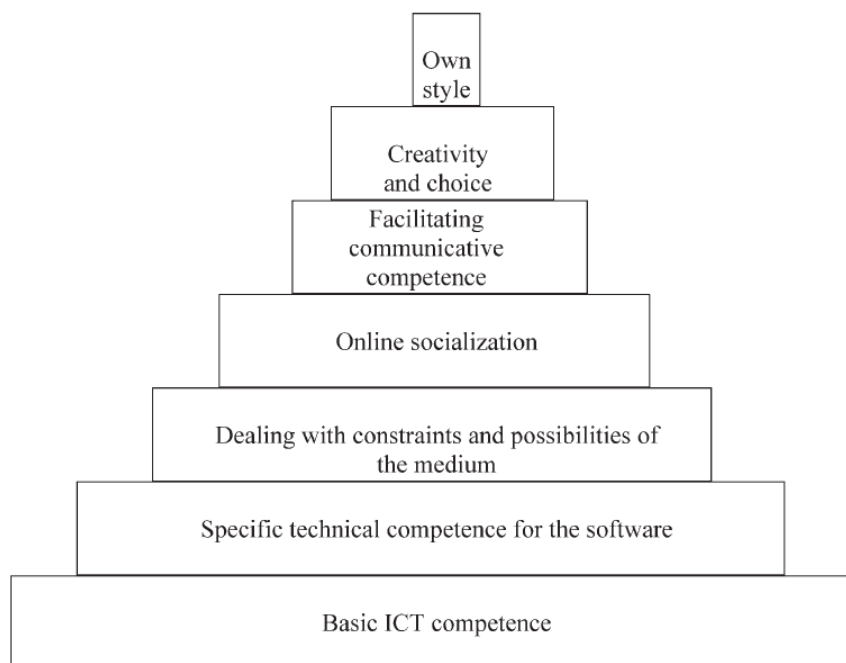 Own
style
Creativity
and choice
Facilitating
communicative
competence
Online socialization
Dealing with constraints and possibilities of
the medium
Specific technical competence for the software
Basic ICT competence